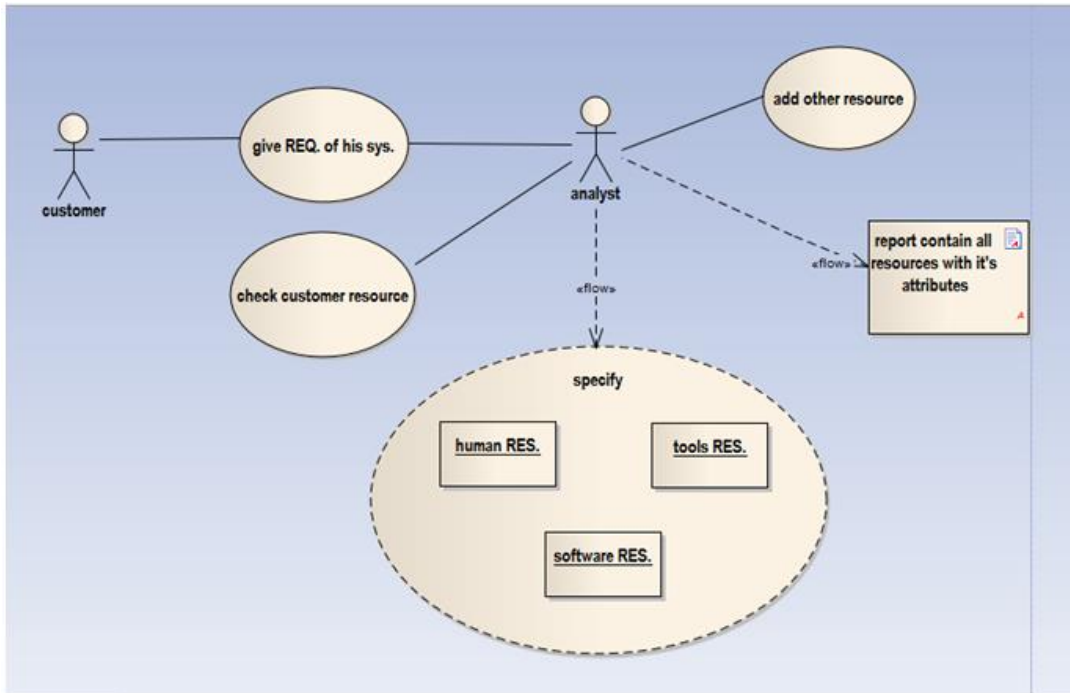 customer
give REQ. of his sys.
analyst
add other resource
check customer resource
«flow»
«flow»
report contain all
resources with it's
attributes
A
specify
human RES.
tools RES.
software RES.